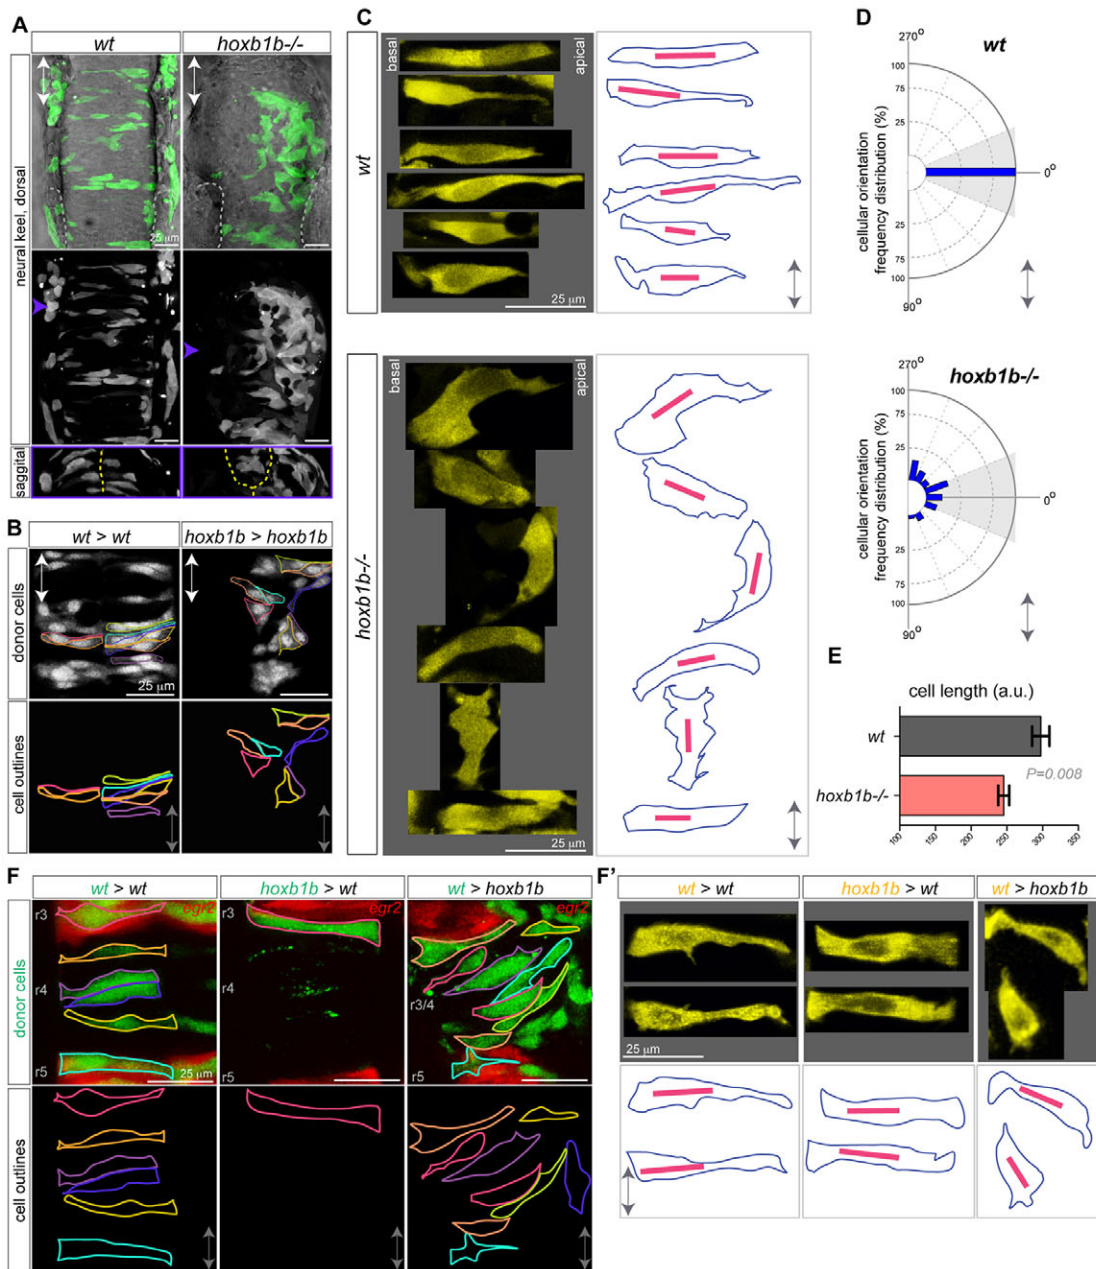 A
wt
hoxb1b-/-
neural keel, dorsal
25 µm
saggital
B
wt > wt
hoxb1b > hoxb1b
donor cells
25 µm
cell outlines
C
wt
basal
apical
25 µm
hoxb1b-/-
basal
apical
25 µm
D
wt
270°
cellular orientation
frequency distribution (%)
100
75
25
0°
25
75
100
90°
hoxb1b-/-
270°
cellular orientation
frequency distribution (%)
100
75
25
0°
25
75
100
90°
E
cell length (a.u.)
wt
P=0.008
hoxb1b-/-
100
150
200
250
300
350
F
wt > wt
hoxb1b > wt
wt > hoxb1b
donor cells
r3
egr2
egr2
egr2
r4
r4
r3/4
r5
25 µm
r5
r5
cell outlines
F'
wt > wt
hoxb1b > wt
wt > hoxb1b
25 µm